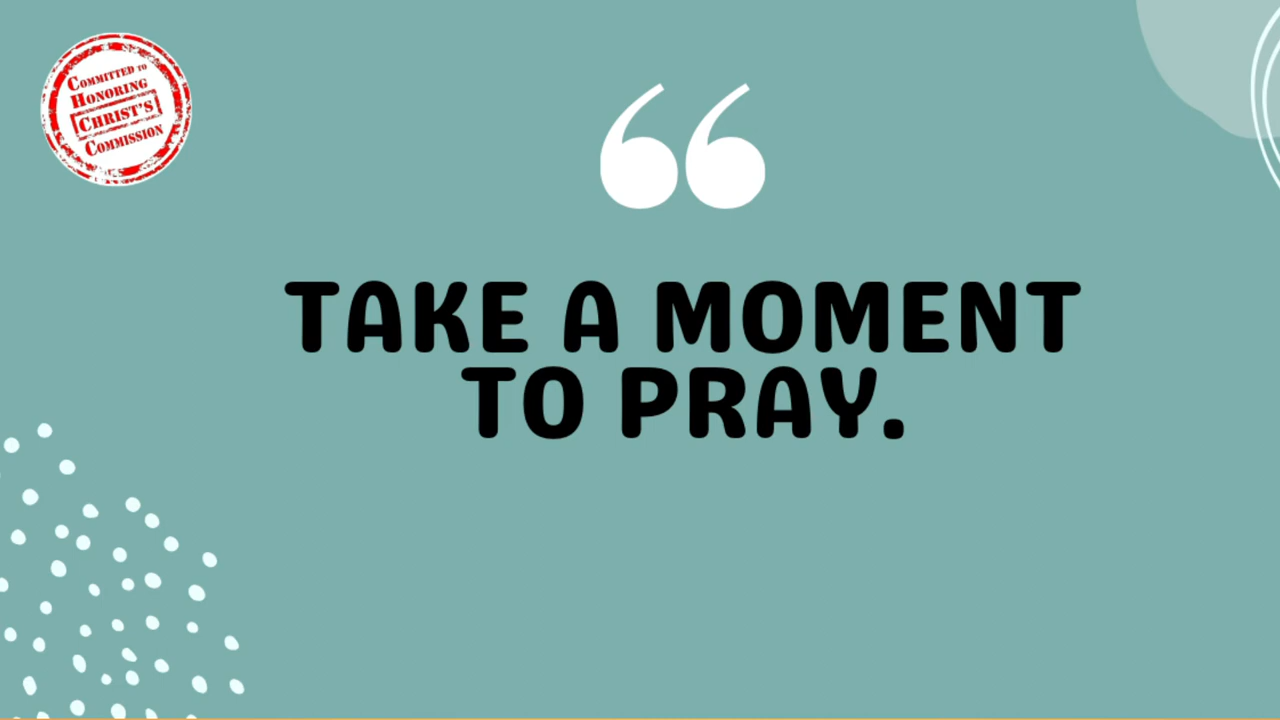 COMMITTED TO
HONORING
CHRIST'S
COMMISSION
“
TAKE A MOMENT
TO PRAY.